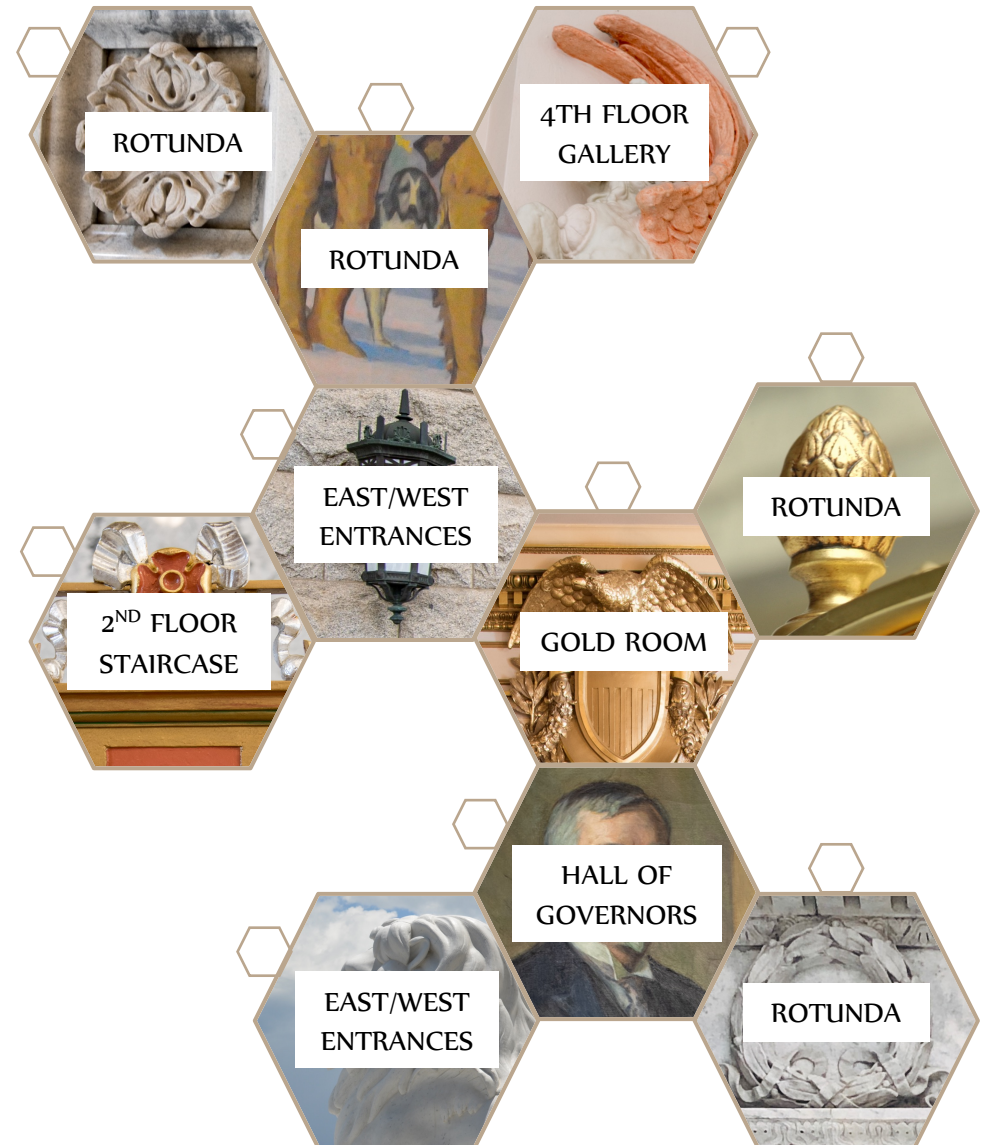 ROTUNDA
4TH FLOOR
GALLERY
ROTUNDA
EAST/WEST
ENTRANCES
ROTUNDA
2ND FLOOR
STAIRCASE
GOLD ROOM
HALL OF
GOVERNORS
EAST/WEST
ENTRANCES
ROTUNDA